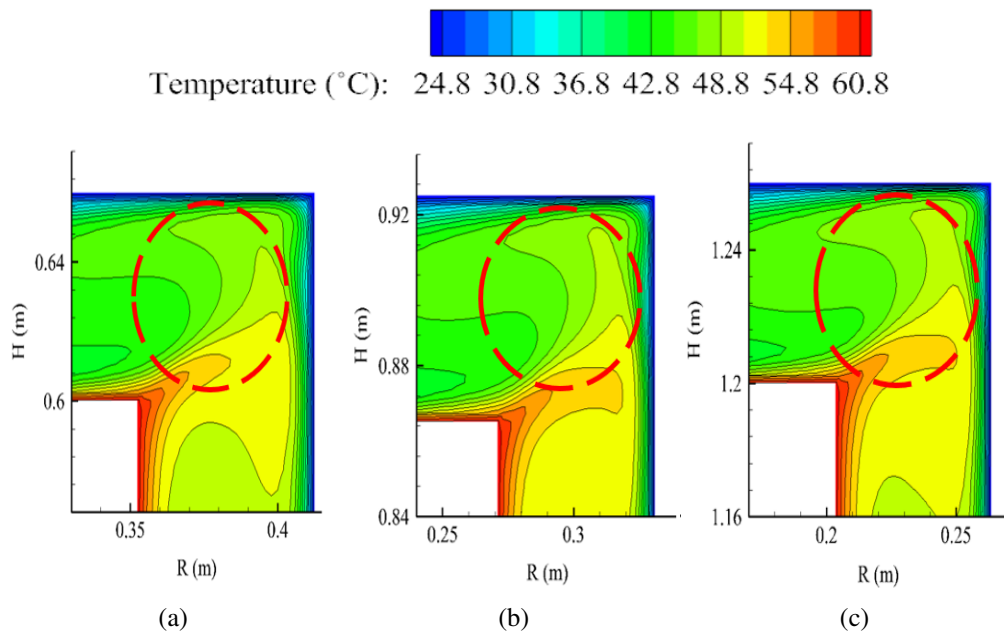 Temperature (°C): 24.8 30.8 36.8 42.8 48.8 54.8 60.8
0.64
0.6
H (m)
0.35 0.4
R (m)
0.92
0.88
0.84
H (m)
0.25 0.3
R (m)
1.24
1.2
1.16
H (m)
0.2 0.25
R (m)
(a) (b) (c)